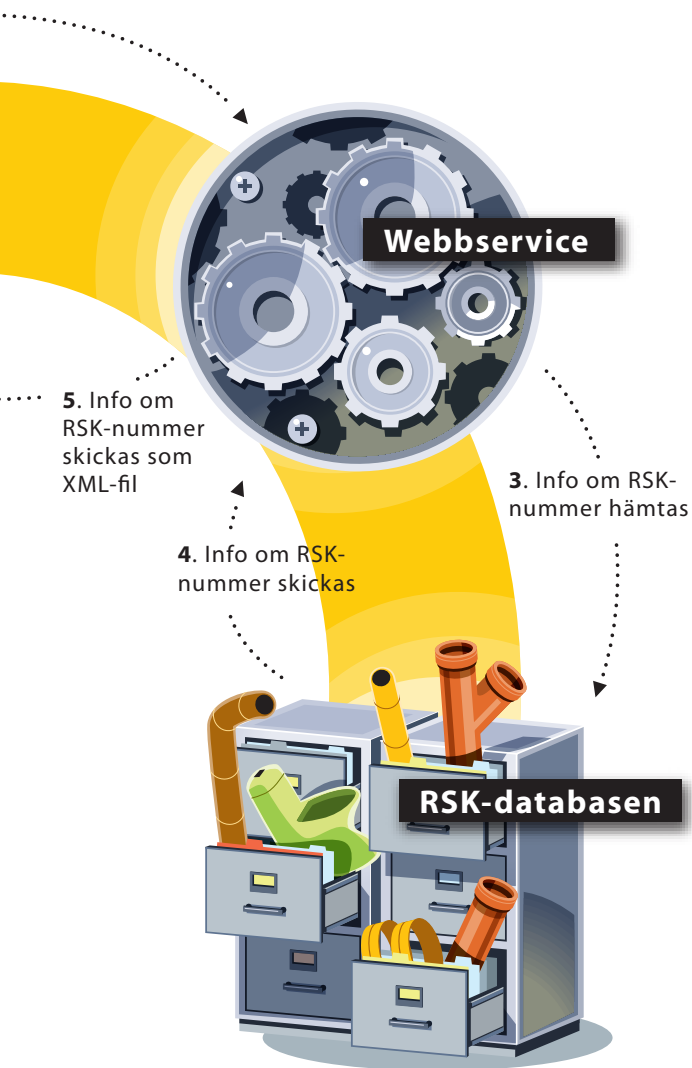 Webbservice
5. Info om
RSK-nummer
skickas som
XML-fil
3. Info om RSK-
nummer hämtas
4. Info om RSK-
nummer skickas
RSK-databasen